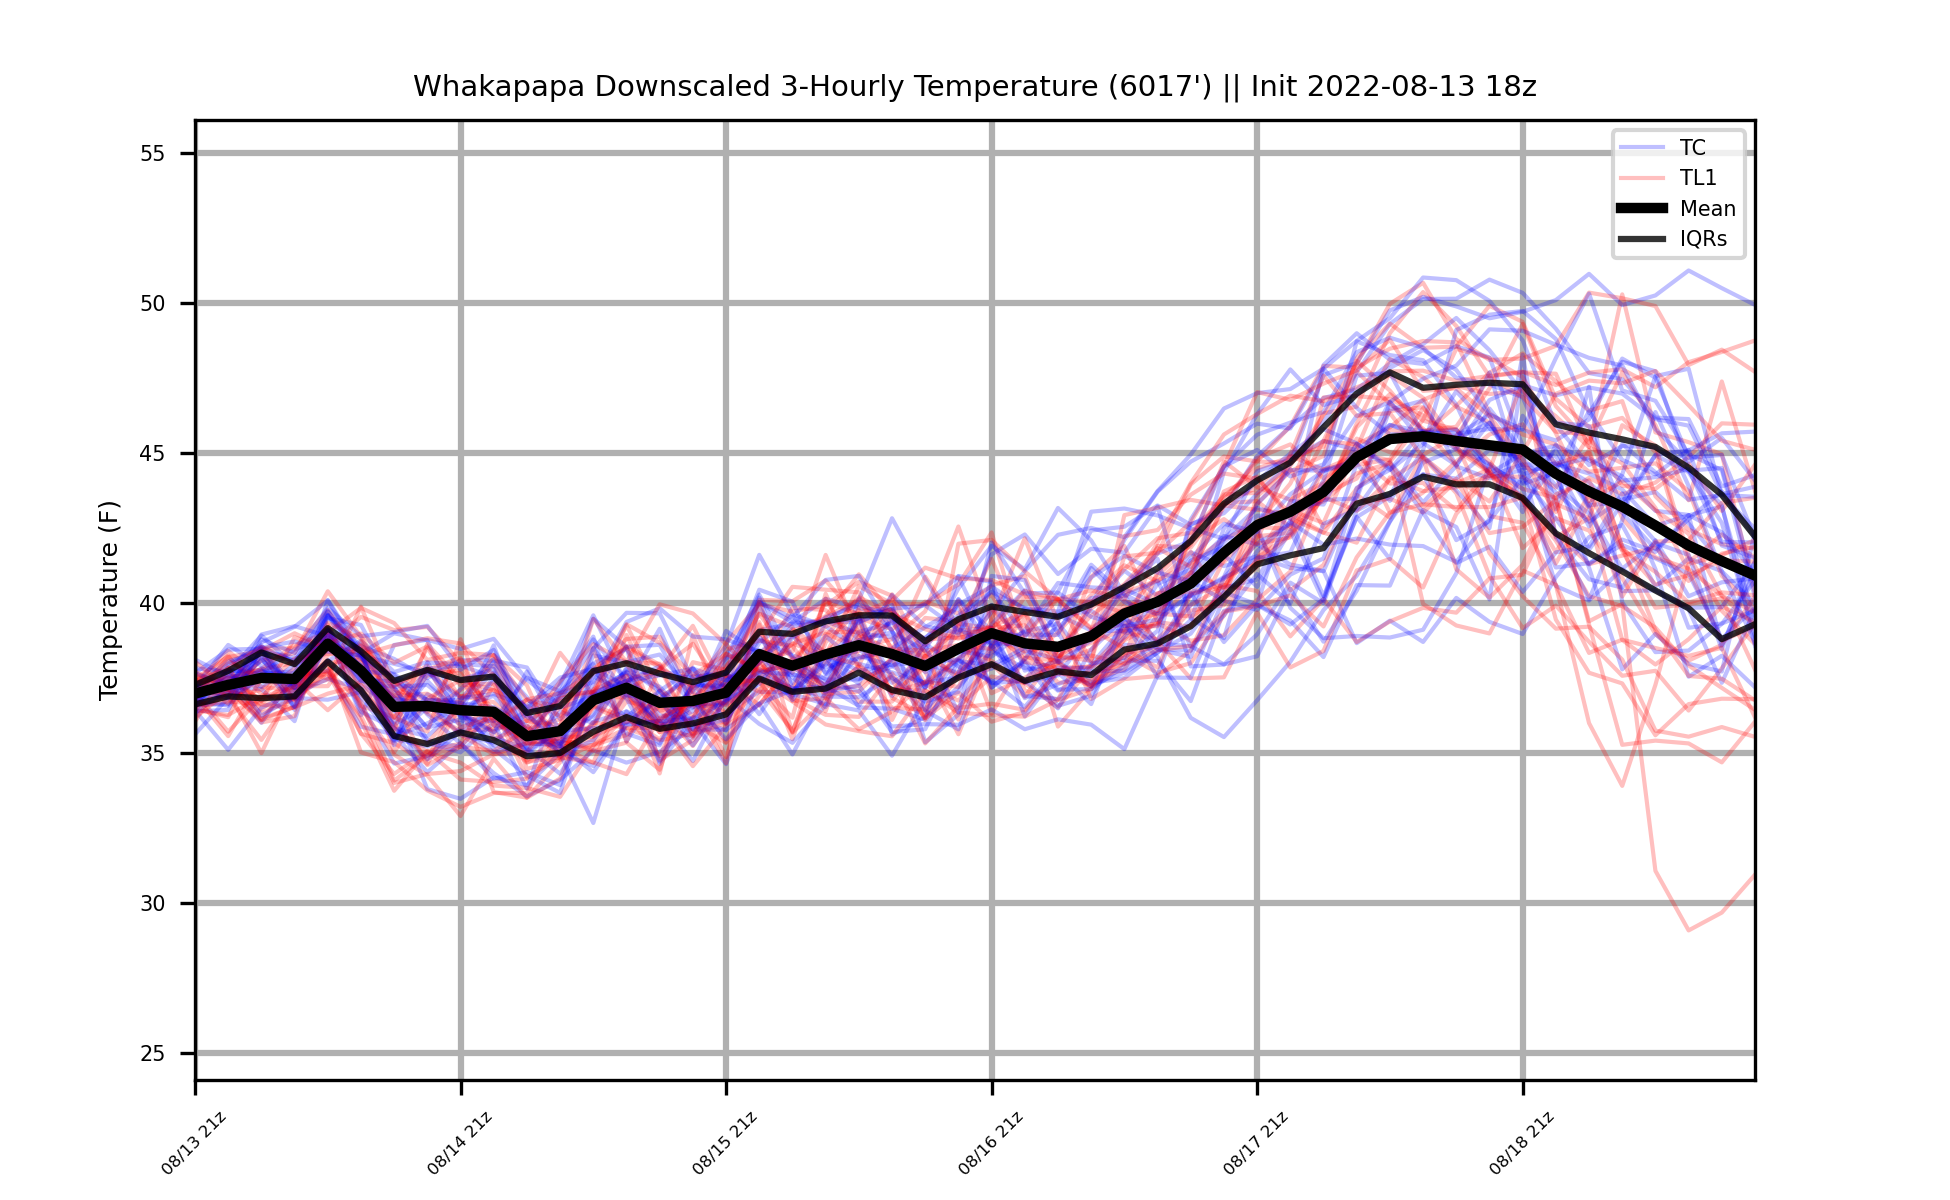 Whakapapa Downscaled 3-Hourly Temperature (6017') || Init 2022-08-13 18z
TC
TL1
Mean
IQRs
Temperature (F)
55
50
45
40
35
30
25
08/13 21z
08/14 21z
08/15 21z
08/16 21z
08/17 21z
08/18 21z